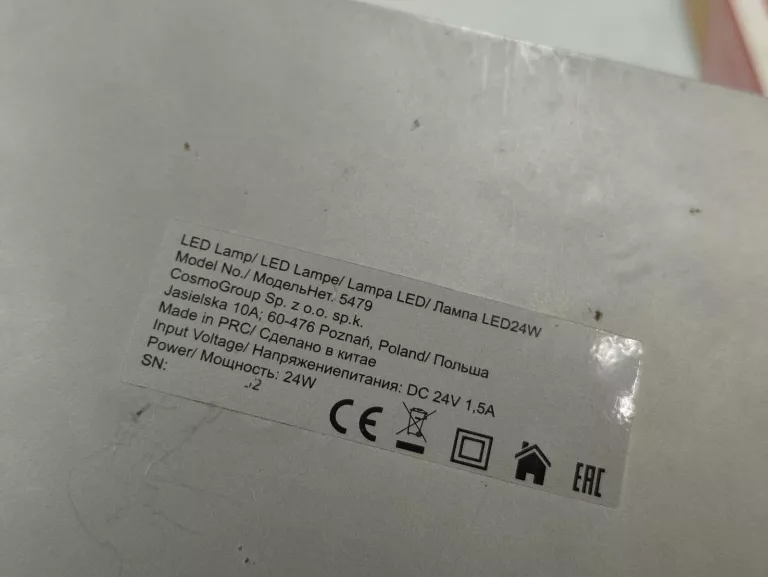 LED Lamp/ LED Lampe/ Lampa LED/ Лампа LED24W
Model No./ МодельНет. 5479
CosmoGroup Sp. z o.o. sp.k.
Jasielska 10A; 60-476 Poznań, Poland/ Польша
Made in PRC/ Сделано в китае
Input Voltage/ Напряжениепитания: DC 24V 1,5A
Power/ Мощность: 24W
SN:
CE
EAC